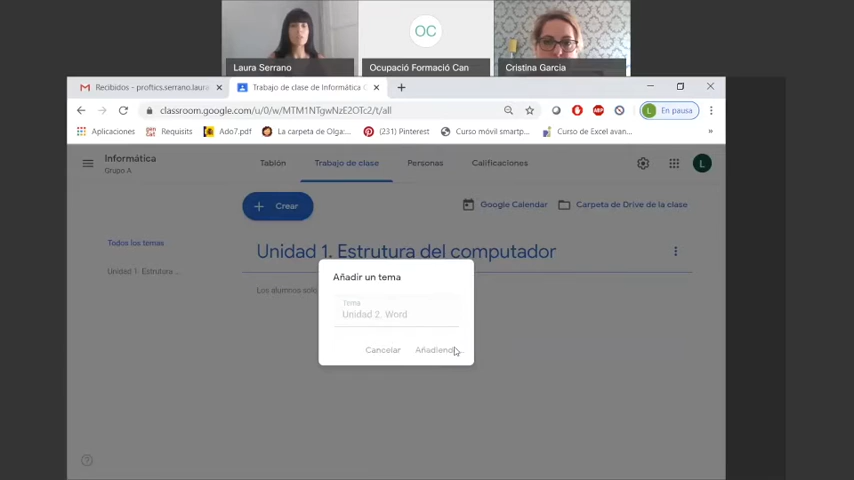 OC
Laura Serrano
Ocupació Formació Can
Cristina Garcia
Recibidos - proftics.serrano.laura
Trabajo de clase de Informática
classroom.google.com/u/0/w/MTM1NTgwNzE2OTc2/t/all
L
En pausa
Aplicaciones
Requisits
Ado7.pdf
La carpeta de Olga:...
(231) Pinterest
Curso móvil smartp...
Curso de Excel avan...
»
Informática
Grupo A
Tablón
Trabajo de clase
Personas
Calificaciones
L
Crear
Google Calendar
Carpeta de Drive de la clase
Todos los temas
Unidad 1. Estrutura del computador
Unidad 1. Estrutura ...
Los alumnos solo
Añadir un tema
Tema
Unidad 2. Word
Cancelar